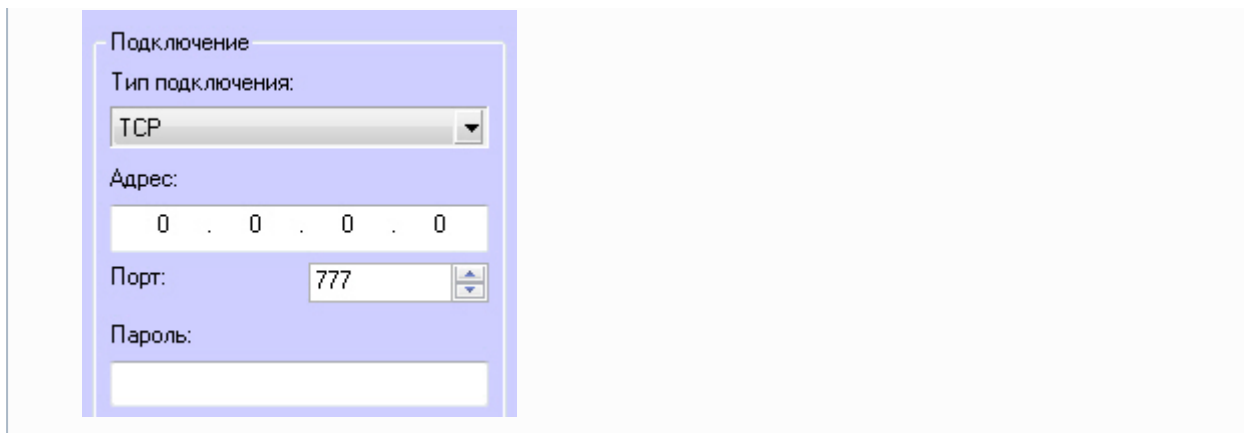 Подключение
Тип подключения:
TCP
Адрес:
0 . 0 . 0 . 0
Порт: 777
Пароль: